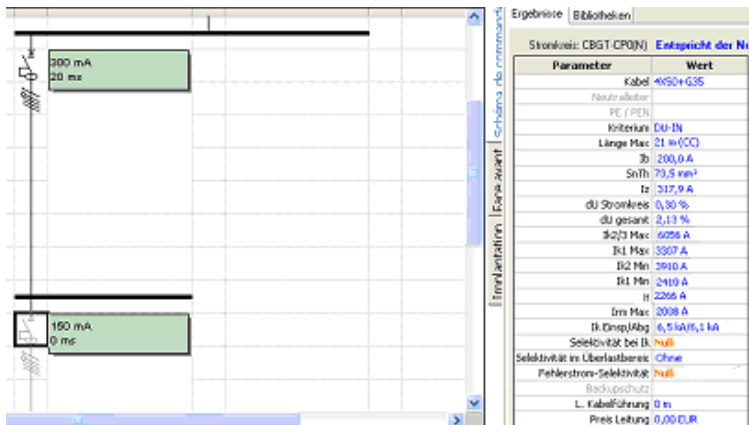 Ergebnisse Bibliotheken
Stromkreis: CBGT-CP0(N) Entspricht der No
Parameter Wert
Kabel 4X50+G35
Neutralleiter
PE / PEN
Kriterium DU-IN
Länge Max 21 m (CC)
Ib 200,0 A
SnTh 73,5 mm²
Iz 317,9 A
dU Stromkreis 0,30 %
dU gesamt 2,13 %
Ik2/3 Max 6056 A
Ik1 Max 3307 A
Ik2 Min 3910 A
Ik1 Min 2410 A
If 2266 A
Irm Max 2008 A
Ik Einsp/Abg 6,5 kA/6,1 kA
Selektivität bei Ik Null
Selektivität im Überlastbereic Ohne
Fehlerstrom-Selektivität Null
Backupschutz
L. Kabelführung 0 m
Preis Leitung 0,00 EUR
Schéma de command
Face avant
Implantation
300 mA
20 ms
150 mA
0 ms